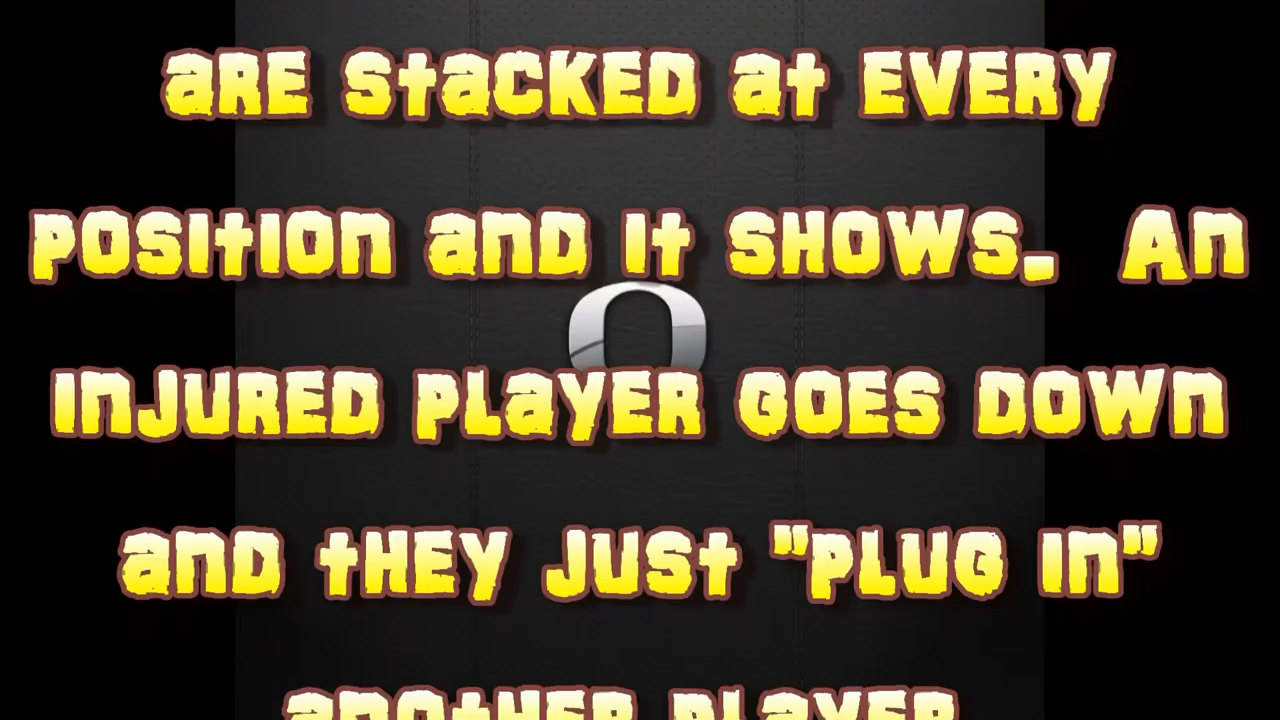 aRE StaCKED at EVERY
POSItION anD It SHOWS.  An
InJURED PLaYER GOES DOWn
anD tHEY JUSt "PLUG In"
O
anOtHER PLaYER